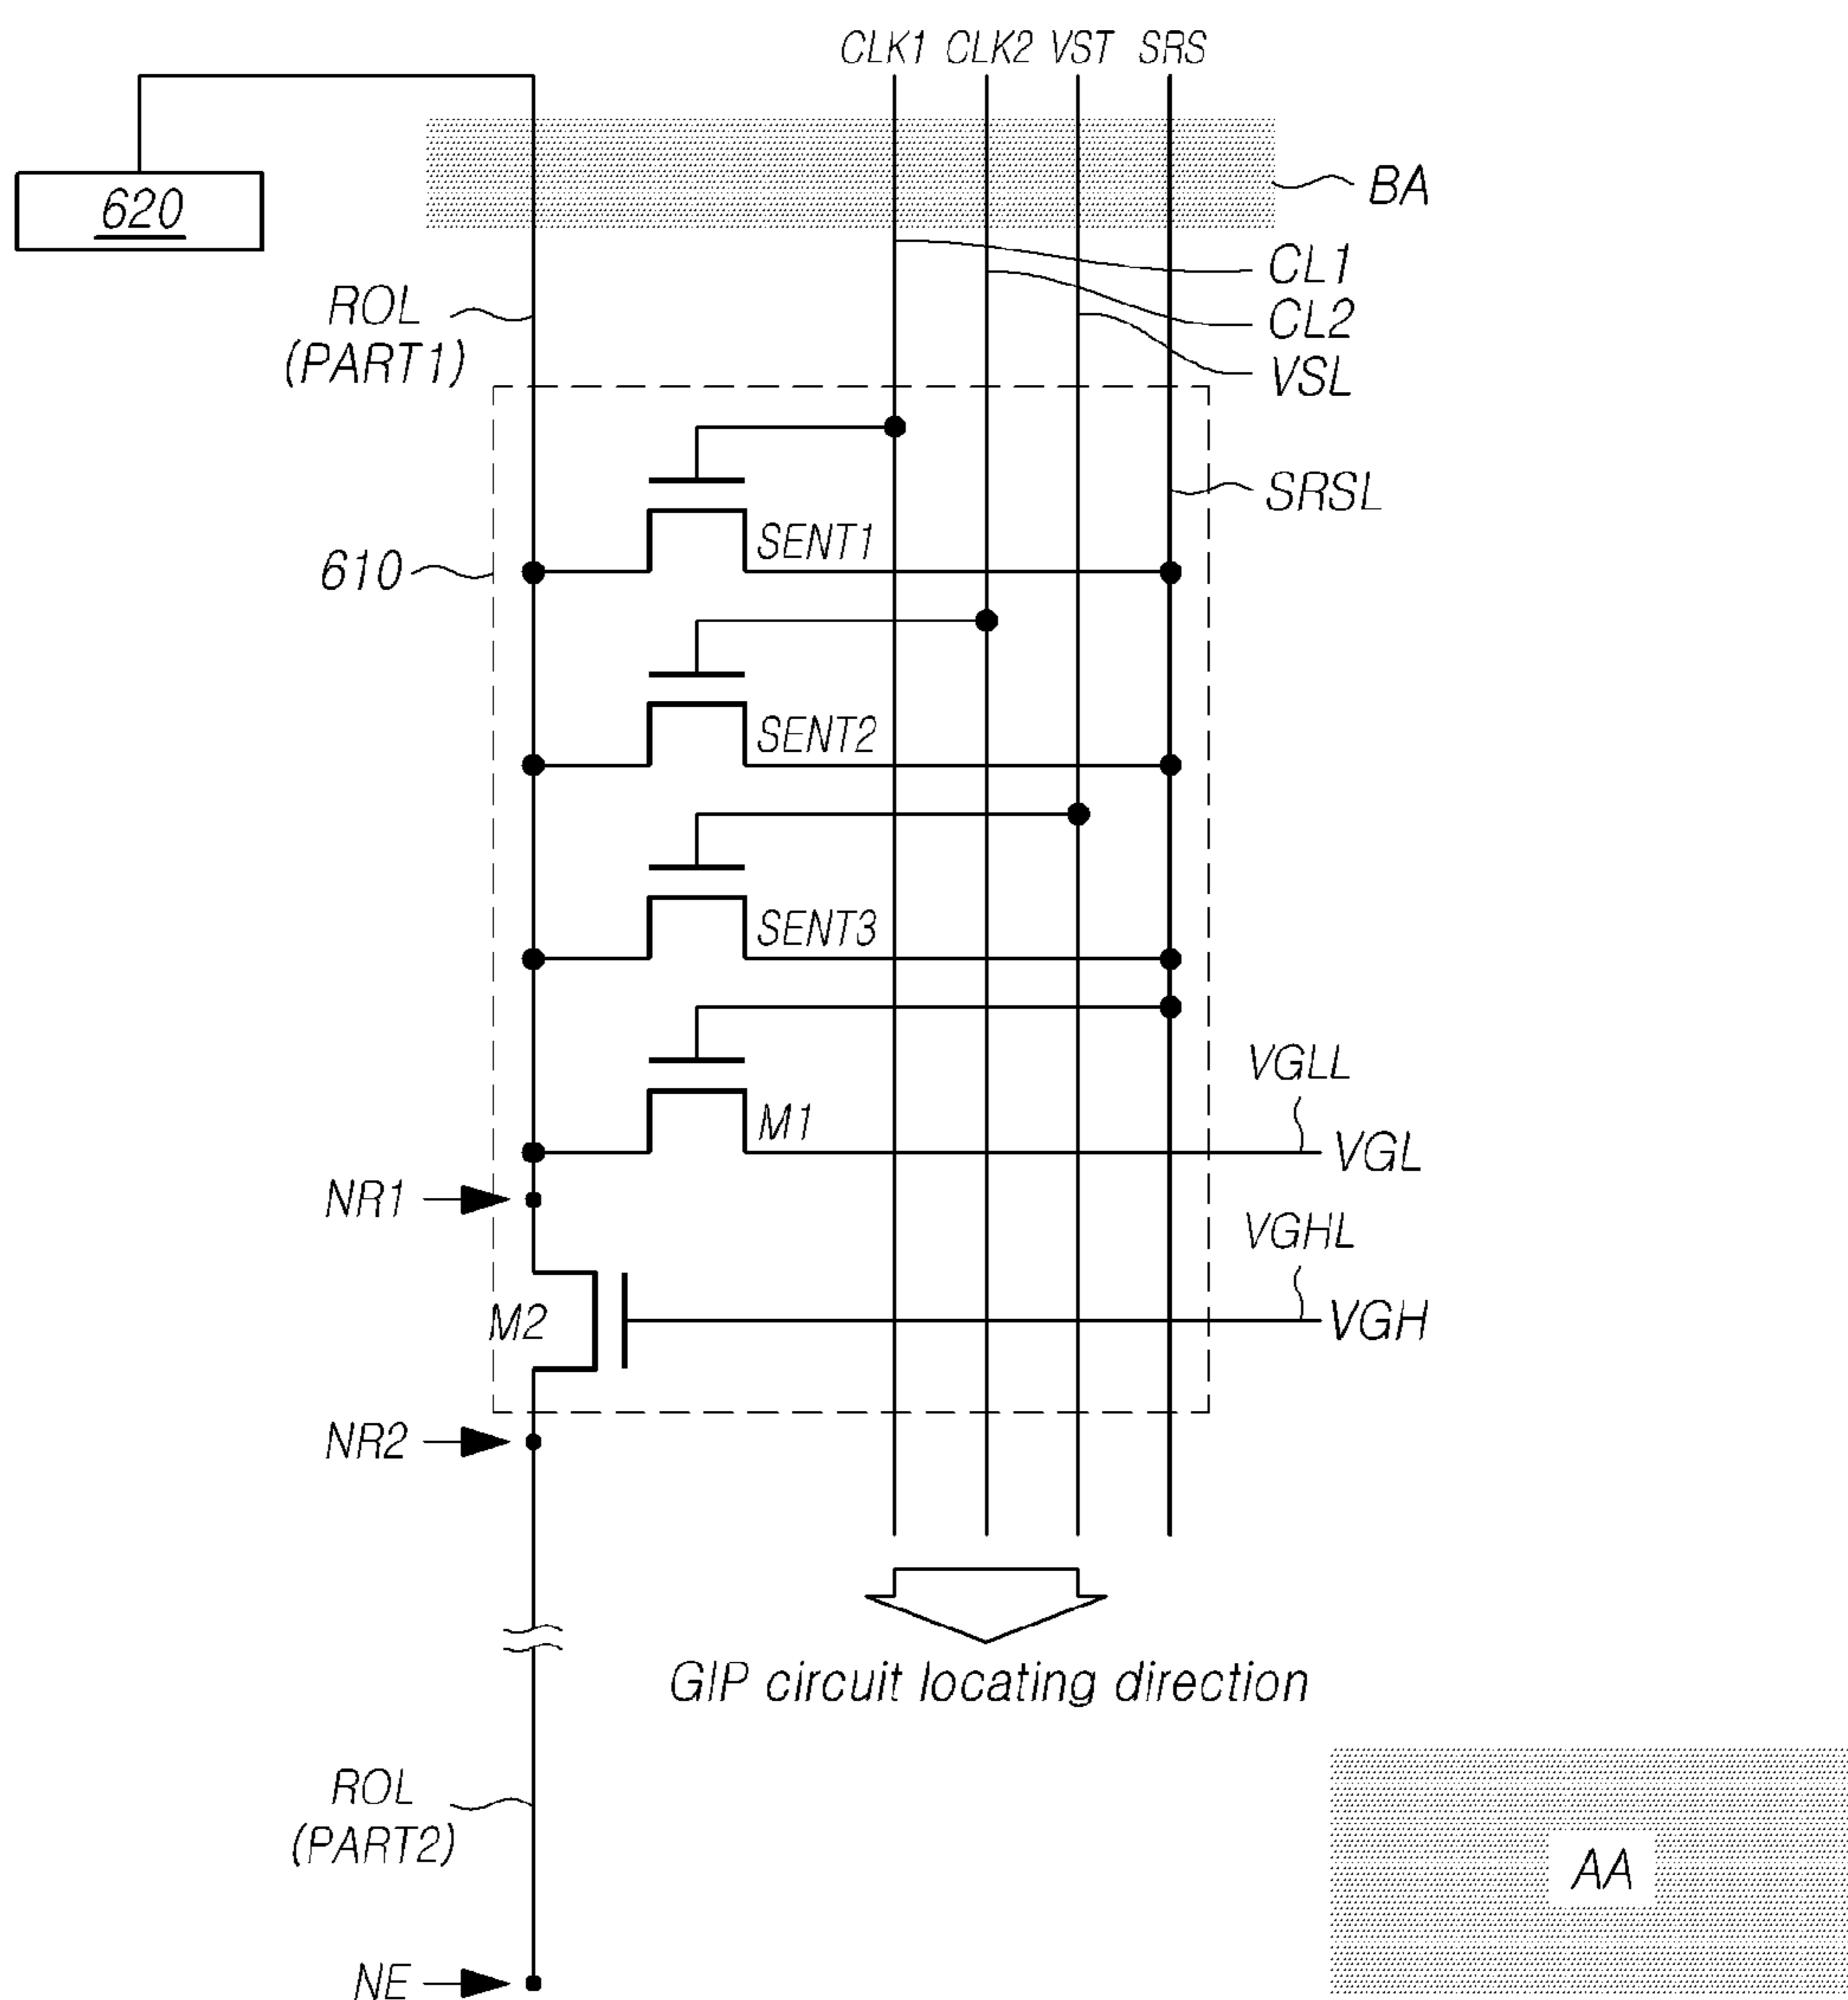 CLK1 CLK2 VST SRS
620
BA
CL1
ROL
(PART1)
CL2
VSL
SRSL
SENT1
610
SENT2
SENT3
VGLL
M1
VGL
NR1
VGHL
M2
VGH
NR2
GIP circuit locating direction
ROL
(PART2)
AA
NE